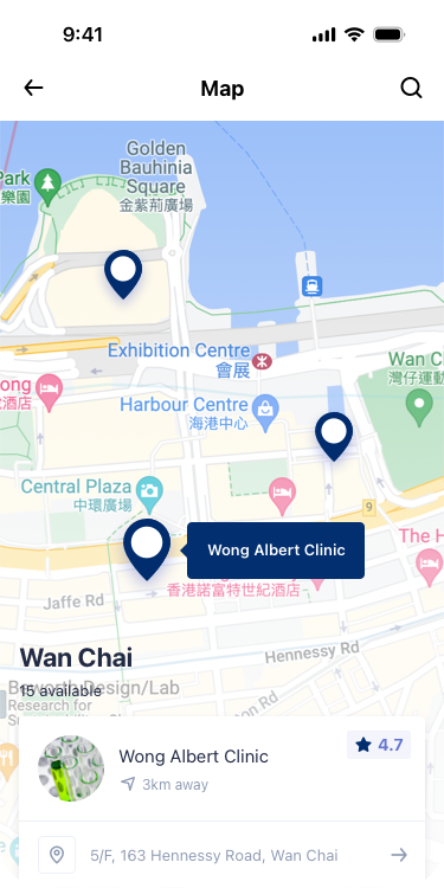 9:41
Map
Golden
Bauhinia
Square
金紫荊廣場
Park
樂園
Exhibition Centre
會展
Wan C
灣仔運動
ong
酒店
Harbour Centre
海港中心
Central Plaza
中環廣場
9
The H
Wong Albert Clinic
香港諾富特世紀酒店
Jaffe Rd
Hennessy Rd
Wan Chai
15 available
Design/Lab
Research for
son Rd
Wong Albert Clinic
4.7
3km away
5/F, 163 Hennessy Road, Wan Chai